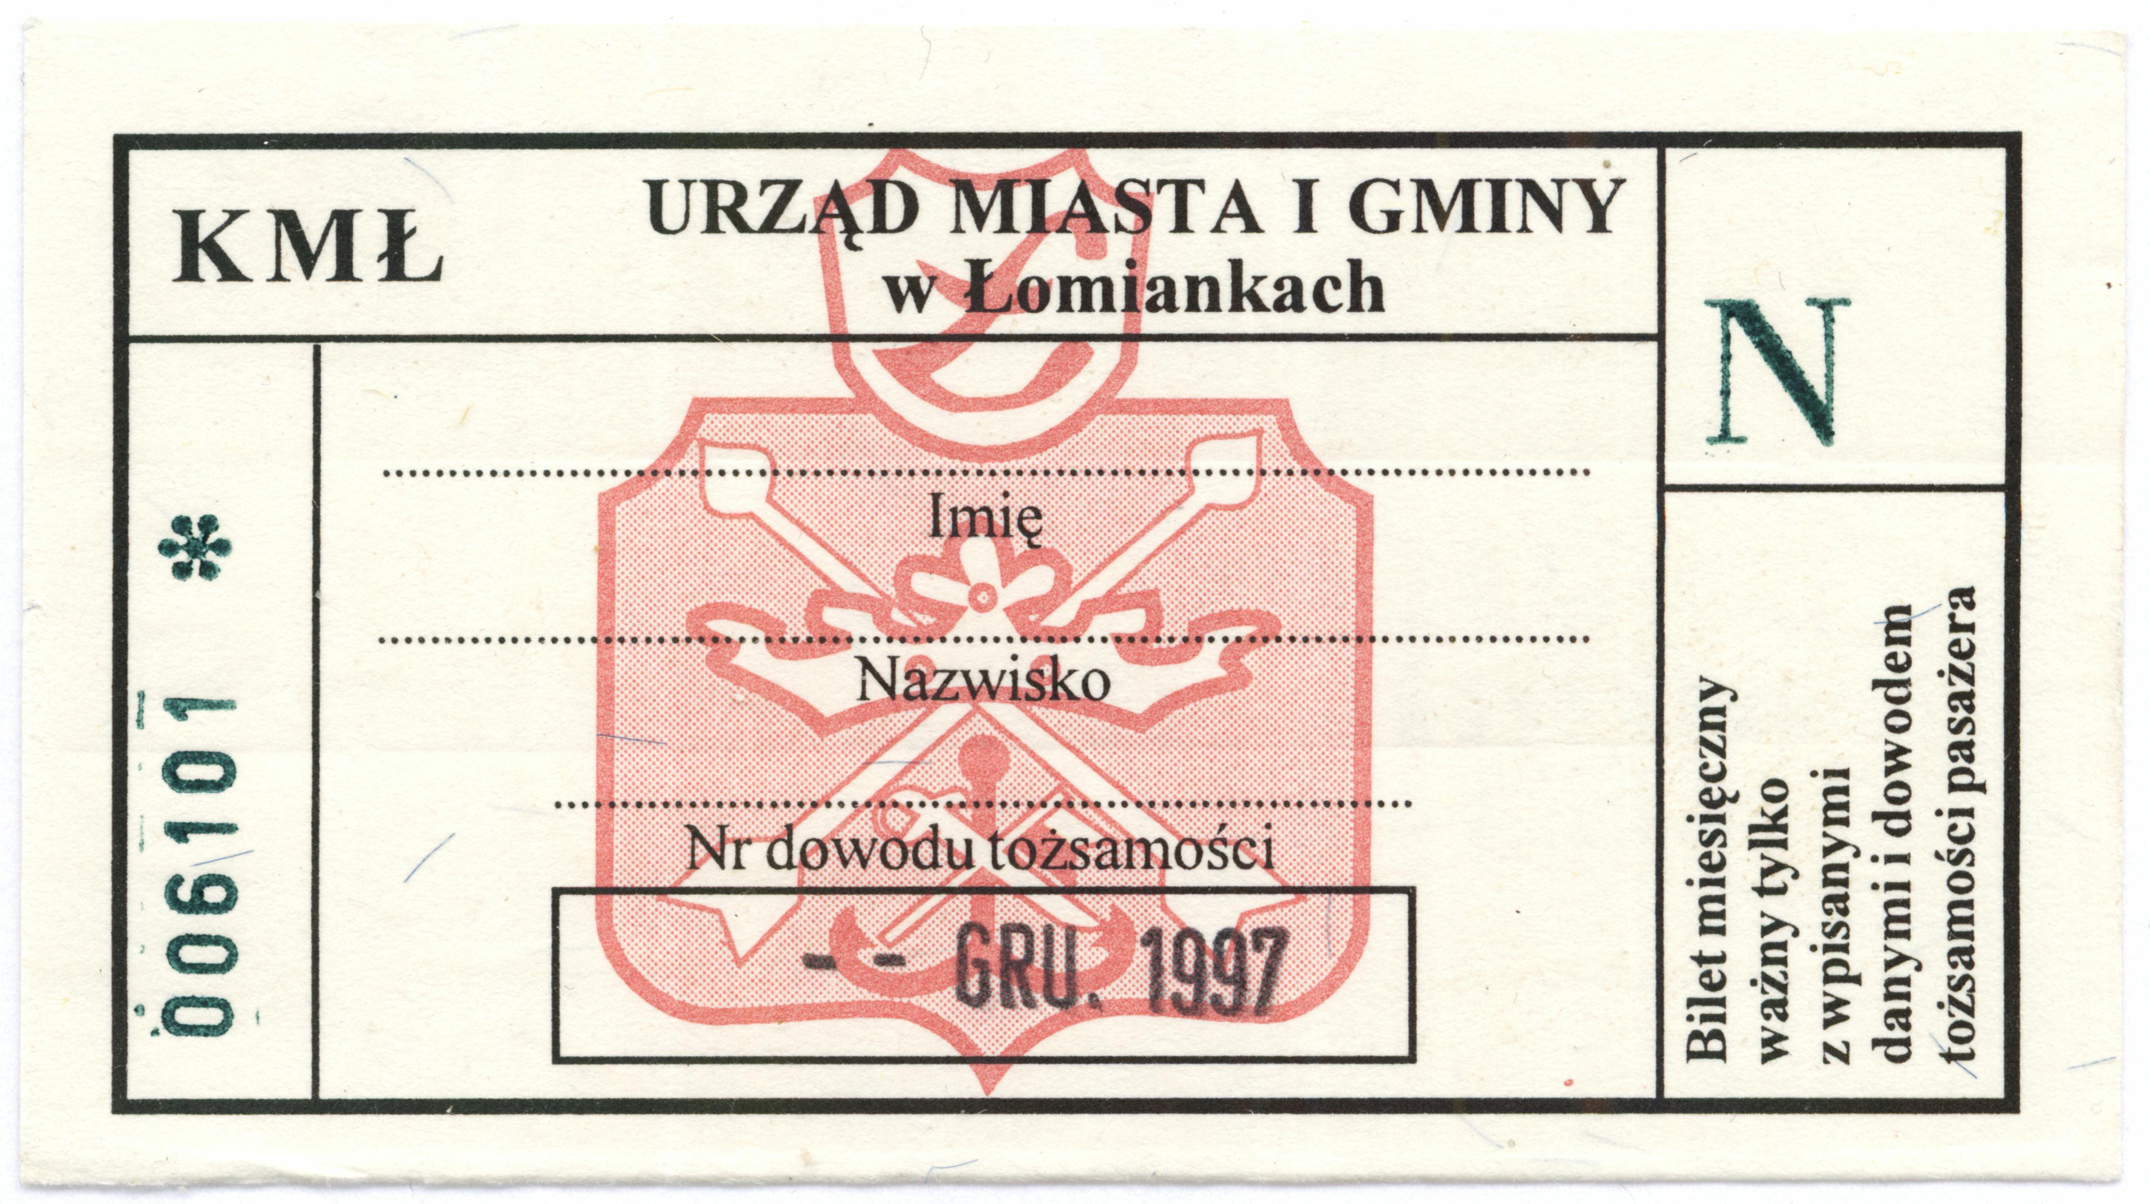 KMŁ
URZĄD MIASTA I GMINY
w Łomiankach
N
Imię
Nazwisko
Nr dowodu tożsamości
-- GRU. 1997
006101 *
Bilet miesięczny
ważny tylko
z wpisanymi
danymi i dowodem
tożsamości pasażera